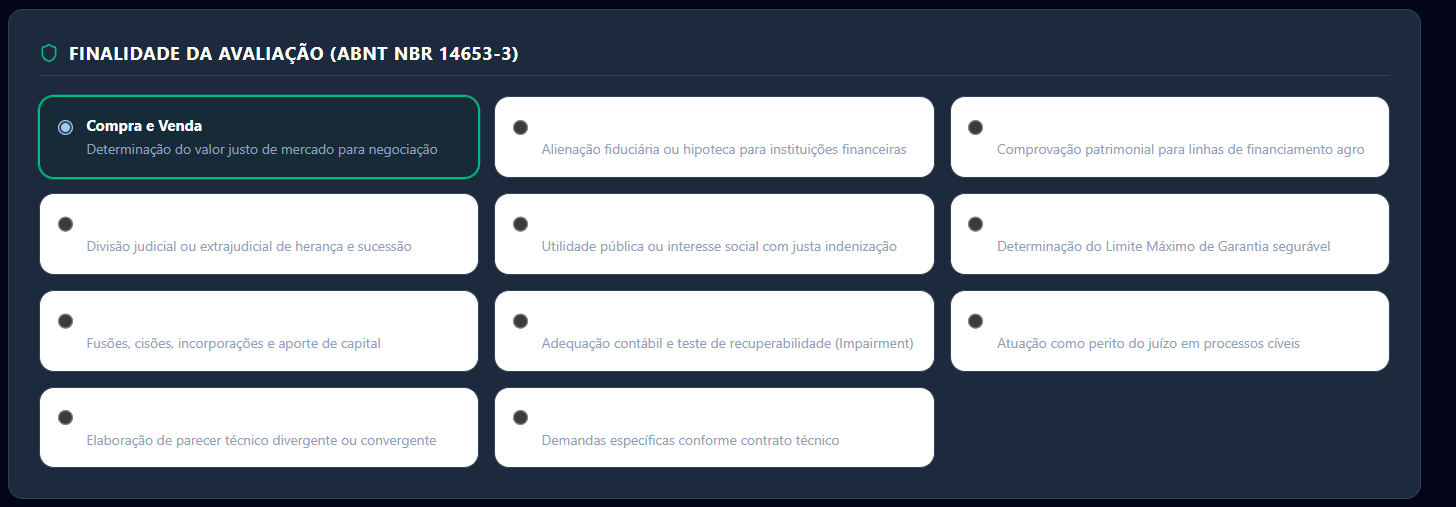 FINALIDADE DA AVALIAÇÃO (ABNT NBR 14653-3)
Compra e Venda
Determinação do valor justo de mercado para negociação
Alienação fiduciária ou hipoteca para instituições financeiras
Comprovação patrimonial para linhas de financiamento agro
Divisão judicial ou extrajudicial de herança e sucessão
Utilidade pública ou interesse social com justa indenização
Determinação do Limite Máximo de Garantia segurável
Fusões, cisões, incorporações e aporte de capital
Adequação contábil e teste de recuperabilidade (Impairment)
Atuação como perito do juízo em processos cíveis
Elaboração de parecer técnico divergente ou convergente
Demandas específicas conforme contrato técnico